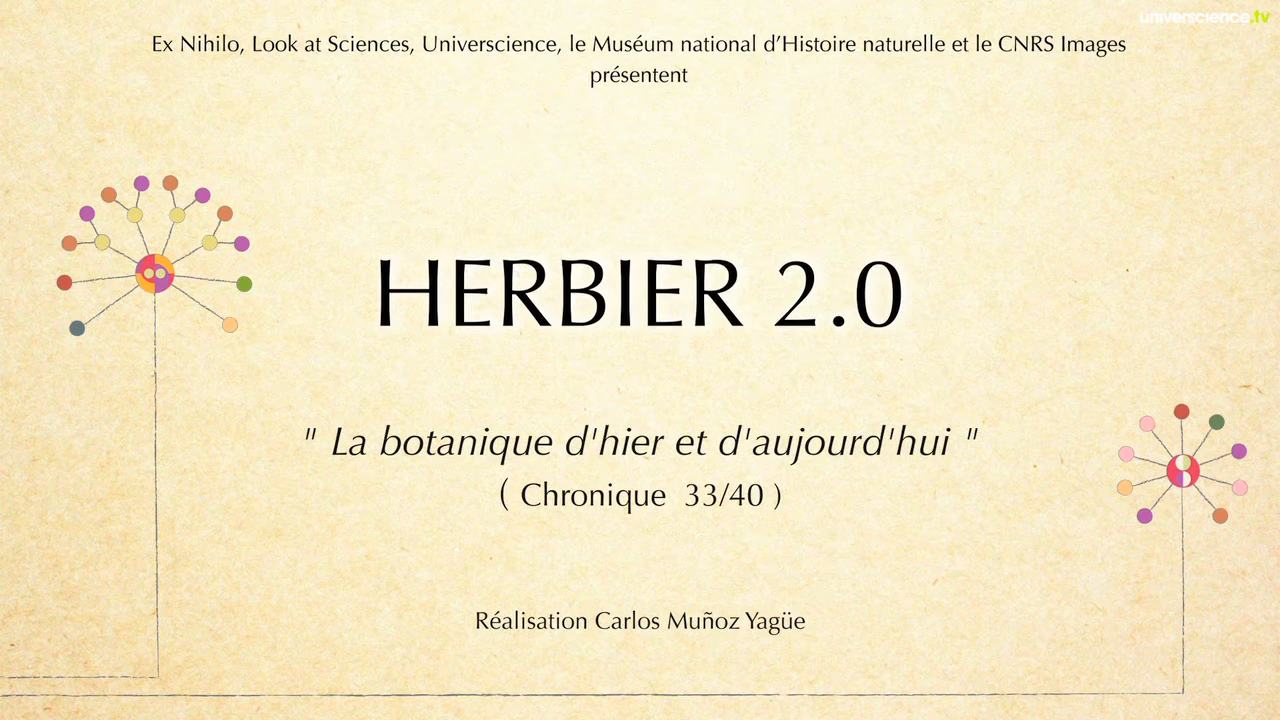 universcience.tv
Ex Nihilo, Look at Sciences, Universcience, le Muséum national d’Histoire naturelle et le CNRS Images
présentent
HERBIER 2.0
" La botanique d'hier et d'aujourd'hui "
( Chronique 33/40 )
Réalisation Carlos Muñoz Yagüe